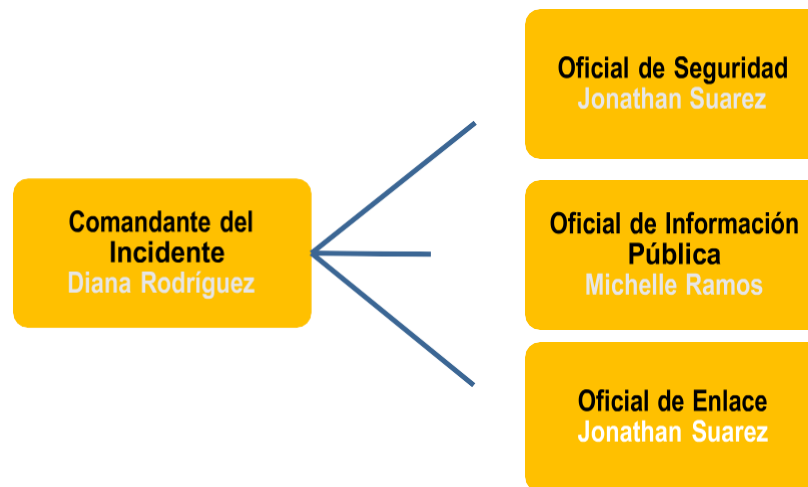 Oficial de Seguridad
Jonathan Suarez
Comandante del
Incidente
Diana Rodríguez
Oficial de Información
Pública
Michelle Ramos
Oficial de Enlace
Jonathan Suarez